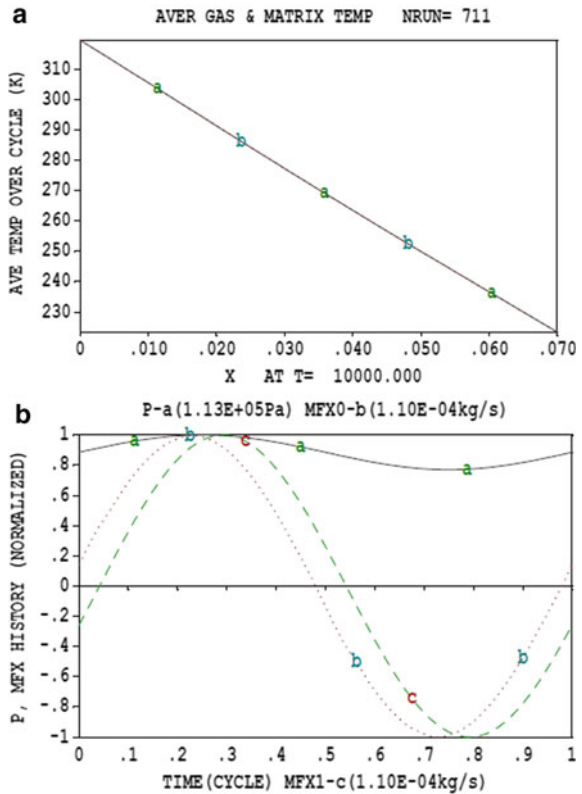 a
AVER GAS & MATRIX TEMP NRUN= 711
AVE TEMP OVER CYCLE (K)
310
300
290
280
270
260
250
240
230
a
b
a
b
a
0
.010
.020
.030
.040
.050
.060
.070
X AT T= 10000.000
b
P-a(1.13E+05Pa) MFX0-b(1.10E-04kg/s)
P, MFX HISTORY (NORMALIZED)
1
.8
.6
.4
.2
0
-.2
-.4
-.6
-.8
-1
a
b
c
a
a
b
b
c
0
.1
.2
.3
.4
.5
.6
.7
.8
.9
1
TIME(CYCLE) MFX1-c(1.10E-04kg/s)